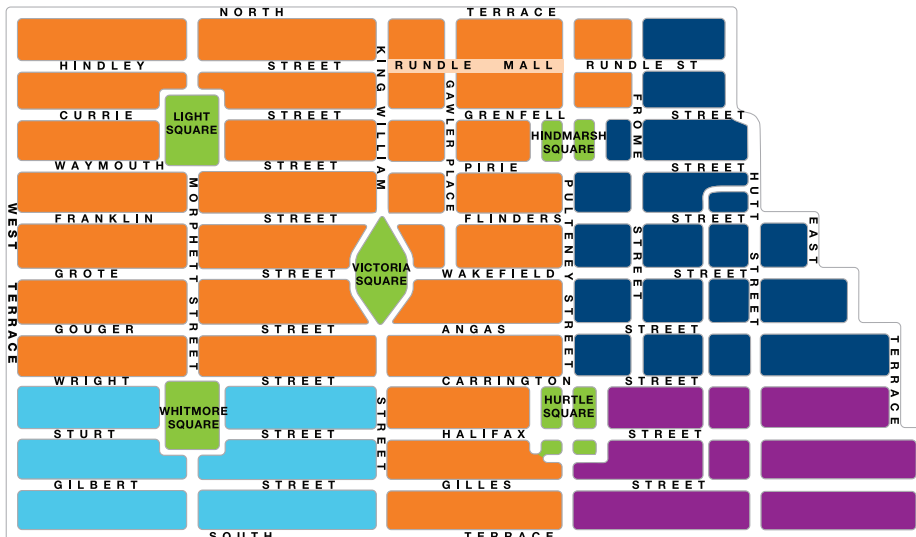 NORTH TERRACE
HINDLEY STREET RUNDLE MALL RUNDLE ST
CURRIE STREET GRENFELL STREET
LIGHT
SQUARE
HINDMARSH
SQUARE
WAYMOUTH STREET PIRIE STREET
FRANKLIN STREET FLINDERS STREET
VICTORIA
SQUARE
GROTE STREET WAKEFIELD STREET
GOUGER STREET ANGAS STREET
WRIGHT STREET CARRINGTON STREET
WHITMORE
SQUARE
HURTLE
SQUARE
STURT STREET HALIFAX STREET
GILBERT STREET GILLES STREET
SOUTH TERRACE
WEST TERRACE
MORPHETT STREET
KING WILLIAM STREET
GAWLER PLACE
PULTENEY STREET
FROME STREET
HUTT STREET
EAST TERRACE